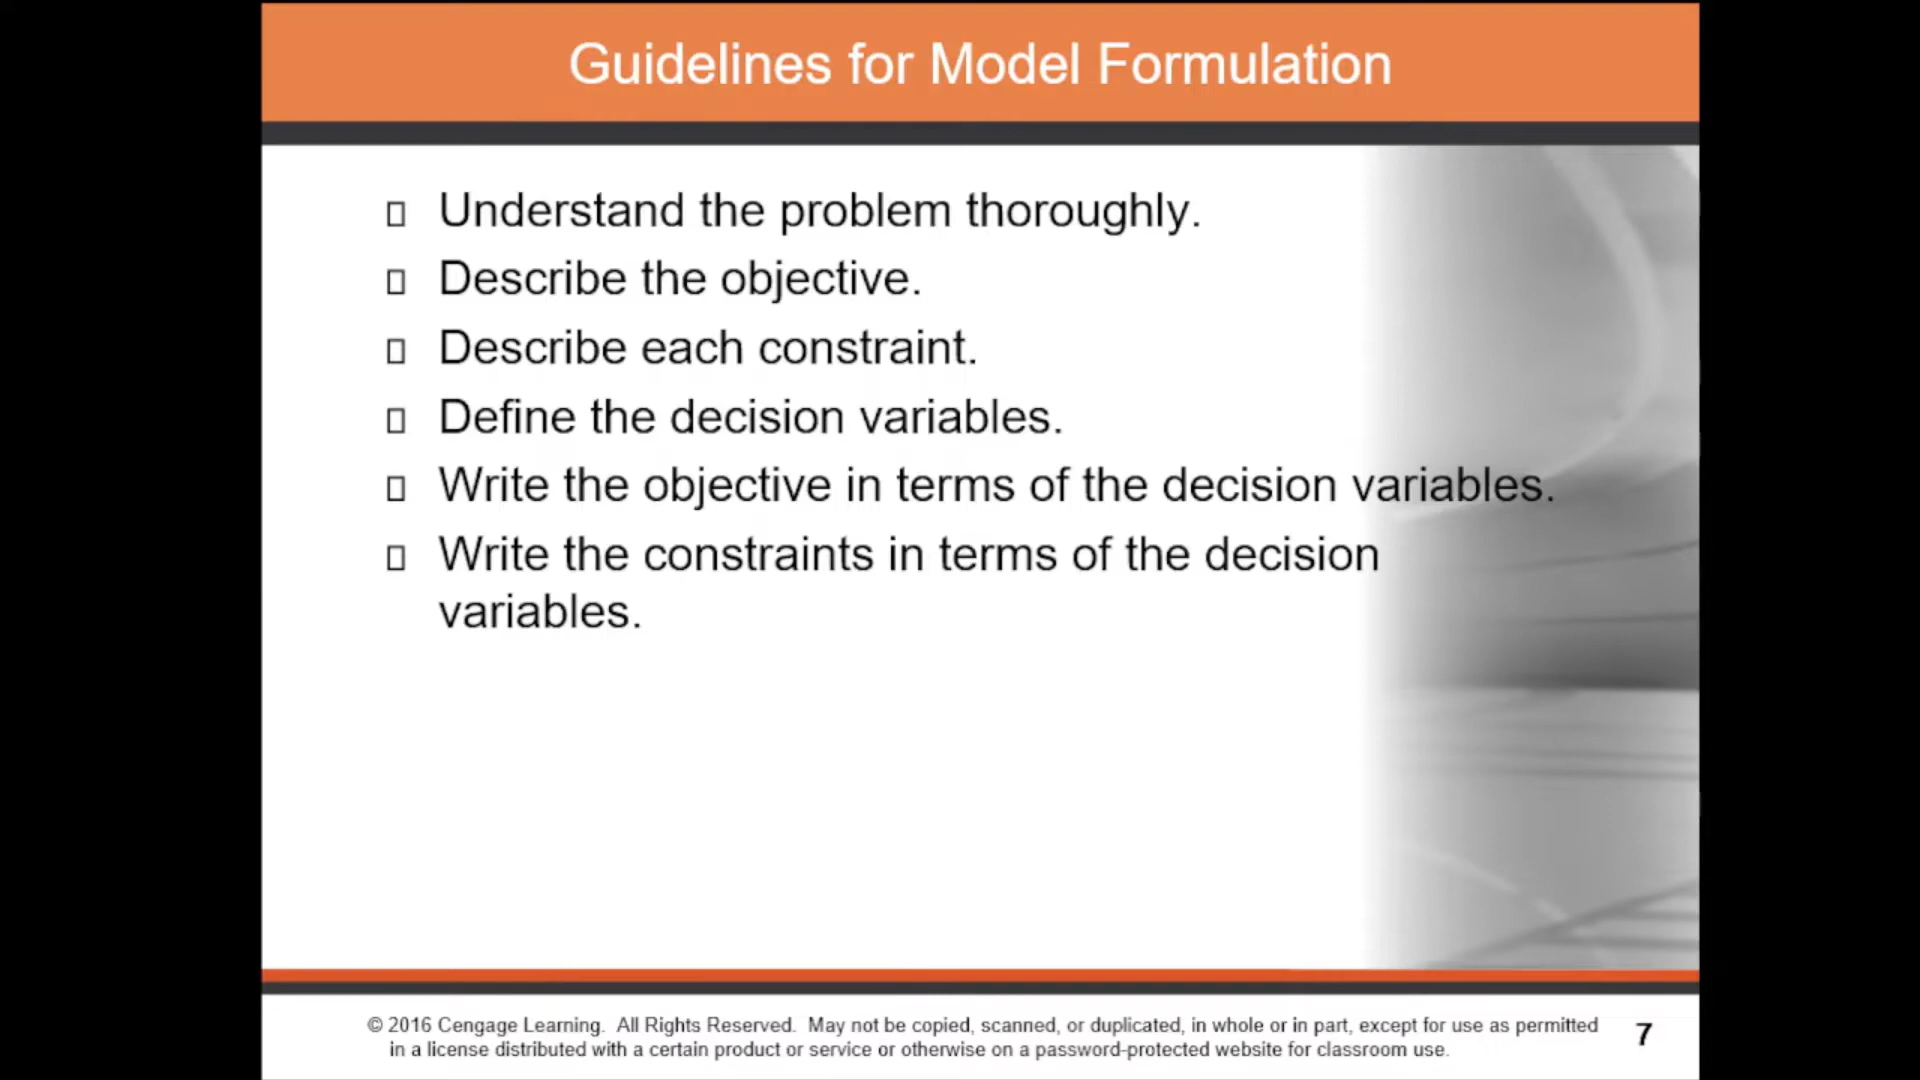 Guidelines for Model Formulation
Understand the problem thoroughly.
Describe the objective.
Describe each constraint.
Define the decision variables.
Write the objective in terms of the decision variables.
Write the constraints in terms of the decision
variables.
© 2016 Cengage Learning. All Rights Reserved. May not be copied, scanned, or duplicated, in whole or in part, except for use as permitted
in a license distributed with a certain product or service or otherwise on a password-protected website for classroom use.
7